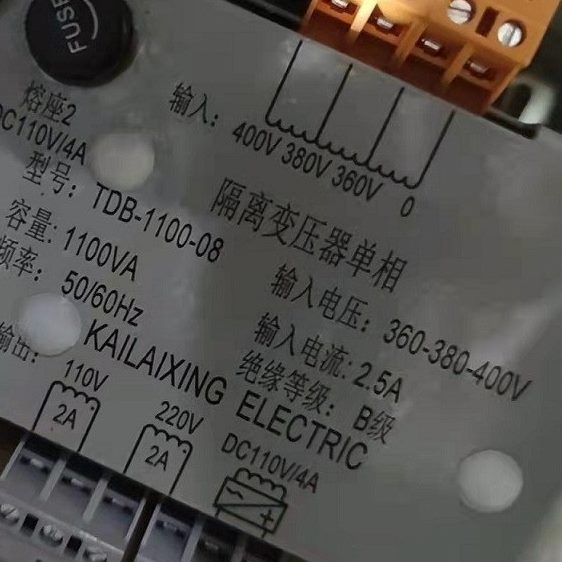 FUSE
熔座2
DC110V/4A
输入：
400V 380V 360V 0
隔离变压器单相
型号：TDB-1100-08
容量:1100VA
频率：50/60Hz
输入电压：360-380-400V
输入电流:2.5A
绝缘等级：B级
KAILAIXING ELECTRIC
输出：
110V
2A
220V
2A
DC110V/4A